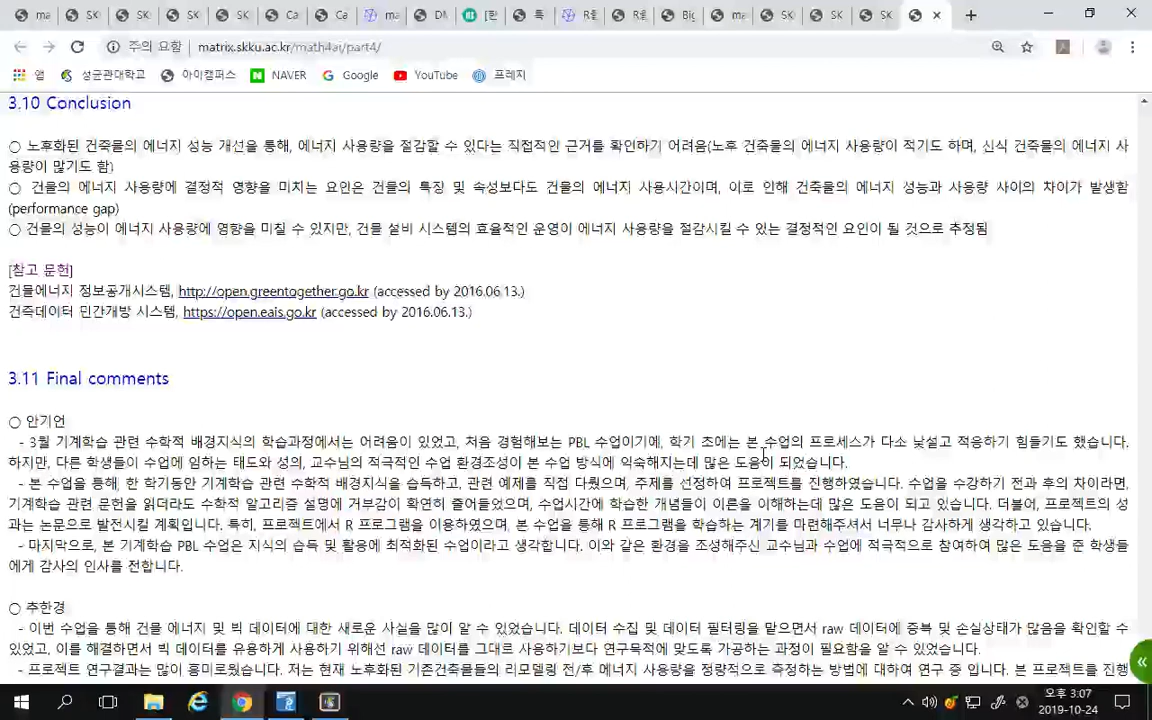 ma SK SK SK SK Ca Ca ma DM [한 특 R을 R을 Big ma SK SK SK
주의 요함 matrix.skku.ac.kr/math4ai/part4/
앱 성균관대학교 아이캠퍼스 NAVER Google YouTube 프레지
3.10 Conclusion
○ 노후화된 건축물의 에너지 성능 개선을 통해, 에너지 사용량을 절감할 수 있다는 직접적인 근거를 확인하기 어려움(노후 건축물의 에너지 사용량이 적기도 하며, 신식 건축물의 에너지 사
용량이 많기도 함)
○ 건물의 에너지 사용량에 결정적 영향을 미치는 요인은 건물의 특징 및 속성보다도 건물의 에너지 사용시간이며, 이로 인해 건축물의 에너지 성능과 사용량 사이의 차이가 발생함
(performance gap)
○ 건물의 성능이 에너지 사용량에 영향을 미칠 수 있지만, 건물 설비 시스템의 효율적인 운영이 에너지 사용량을 절감시킬 수 있는 결정적인 요인이 될 것으로 추정됨
[참고 문헌]
건물에너지 정보공개시스템, http://open.greentogether.go.kr (accessed by 2016.06.13.)
건축데이터 민간개방 시스템, https://open.eais.go.kr (accessed by 2016.06.13.)
3.11 Final comments
○ 안기언
- 3월 기계학습 관련 수학적 배경지식의 학습과정에서는 어려움이 있었고, 처음 경험해보는 PBL 수업이기에, 학기 초에는 본 수업의 프로세스가 다소 낯설고 적응하기 힘들기도 했습니다.
하지만, 다른 학생들이 수업에 임하는 태도와 성의, 교수님의 적극적인 수업 환경조성이 본 수업 방식에 익숙해지는데 많은 도움이 되었습니다.
- 본 수업을 통해, 한 학기동안 기계학습 관련 수학적 배경지식을 습득하고, 관련 예제를 직접 다뤘으며, 주제를 선정하여 프로젝트를 진행하였습니다. 수업을 수강하기 전과 후의 차이라면,
기계학습 관련 문헌을 읽더라도 수학적 알고리즘 설명에 거부감이 확연히 줄어들었으며, 수업시간에 학습한 개념들이 이론을 이해하는데 많은 도움이 되고 있습니다. 더불어, 프로젝트의 성
과는 논문으로 발전시킬 계획입니다. 특히, 프로젝트에서 R 프로그램을 이용하였으며, 본 수업을 통해 R 프로그램을 학습하는 계기를 마련해주셔서 너무나 감사하게 생각하고 있습니다.
- 마지막으로, 본 기계학습 PBL 수업은 지식의 습득 및 활용에 최적화된 수업이라고 생각합니다. 이와 같은 환경을 조성해주신 교수님과 수업에 적극적으로 참여하여 많은 도움을 준 학생들
에게 감사의 인사를 전합니다.
○ 추한경
- 이번 수업을 통해 건물 에너지 및 빅 데이터에 대한 새로운 사실을 많이 알 수 있었습니다. 데이터 수집 및 데이터 필터링을 맡으면서 raw 데이터에 중복 및 손실상태가 많음을 확인할 수
있었고, 이를 해결하면서 빅 데이터를 유용하게 사용하기 위해선 raw 데이터를 그대로 사용하기보다 연구목적에 맞도록 가공하는 과정이 필요함을 알 수 있었습니다.
- 프로젝트 연구결과는 많이 흥미로웠습니다. 저는 현재 노후화된 기존건축물들의 리모델링 전/후 에너지 사용량을 정량적으로 측정하는 방법에 대하여 연구 중 입니다. 본 프로젝트를 진행
오후 3:07
2019-10-24